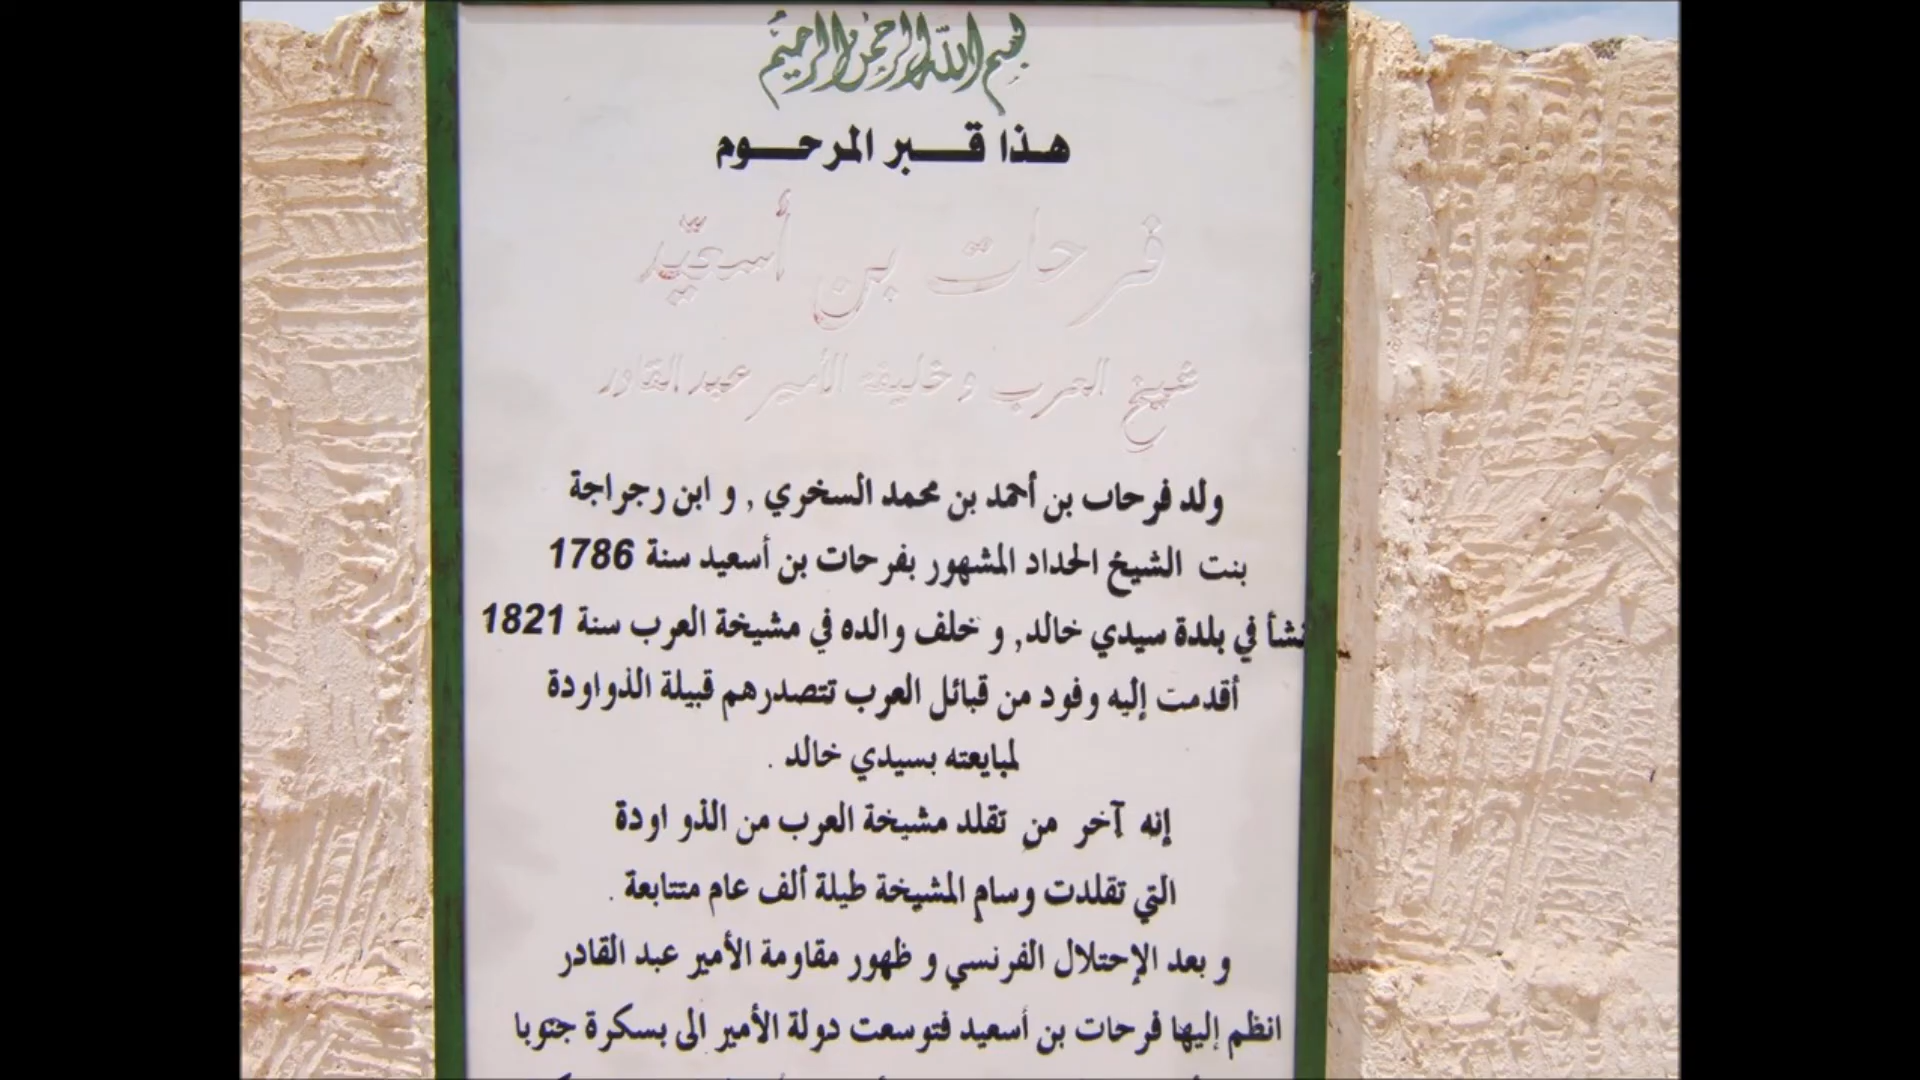 بسم الله الرحمن الرحيم
هذا قبر المرحوم
فرحات بن أسعيّد
شيخ العرب وخليفة الأمير عبد القادر
ولد فرحات بن أحمد بن محمد السخري , و ابن رجراجة
بنت الشيخ الحداد المشهور بفرحات بن أسعيد سنة 1786
نشأ في بلدة سيدي خالد, و خلف والده في مشيخة العرب سنة 1821
أقدمت إليه وفود من قبائل العرب تتصدرهم قبيلة الذواودة
لمبايعته بسيدي خالد .
إنه آخر من تقلد مشيخة العرب من الذو اودة
التي تقلدت وسام المشيخة طيلة ألف عام متتابعة .
و بعد الإحتلال الفرنسي و ظهور مقاومة الأمير عبد القادر
انظم إليها فرحات بن أسعيد فتوسعت دولة الأمير الى بسكرة جنوبا